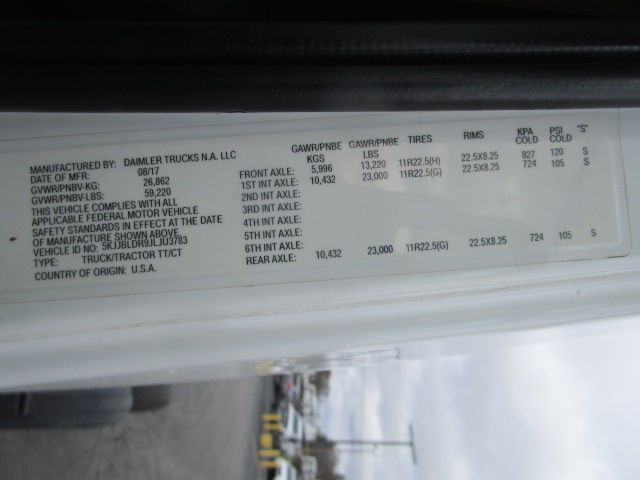 MANUFACTURED BY: DAIMLER TRUCKS N.A. LLC
DATE OF MFR: 08/17
GVWR/PNBV-KG: 26,862
GVWR/PNBV-LBS: 59,220
THIS VEHICLE COMPLIES WITH ALL
APPLICABLE FEDERAL MOTOR VEHICLE
SAFETY STANDARDS IN EFFECT AT THE DATE
OF MANUFACTURE SHOWN ABOVE.
VEHICLE ID NO: 5KJJBLDR9JLJU3783
TYPE: TRUCK/TRACTOR TT/CT
COUNTRY OF ORIGIN: U.S.A.
GAWR/PNBE GAWR/PNBE TIRES RIMS KPA PSI "S"
KGS LBS COLD COLD
FRONT AXLE: 5,996 13,220 11R22.5(H) 22.5X8.25 827 120 S
1ST INT AXLE: 10,432 23,000 11R22.5(G) 22.5X8.25 724 105 S
2ND INT AXLE:
3RD INT AXLE:
4TH INT AXLE:
5TH INT AXLE:
6TH INT AXLE:
REAR AXLE: 10,432 23,000 11R22.5(G) 22.5X8.25 724 105 S